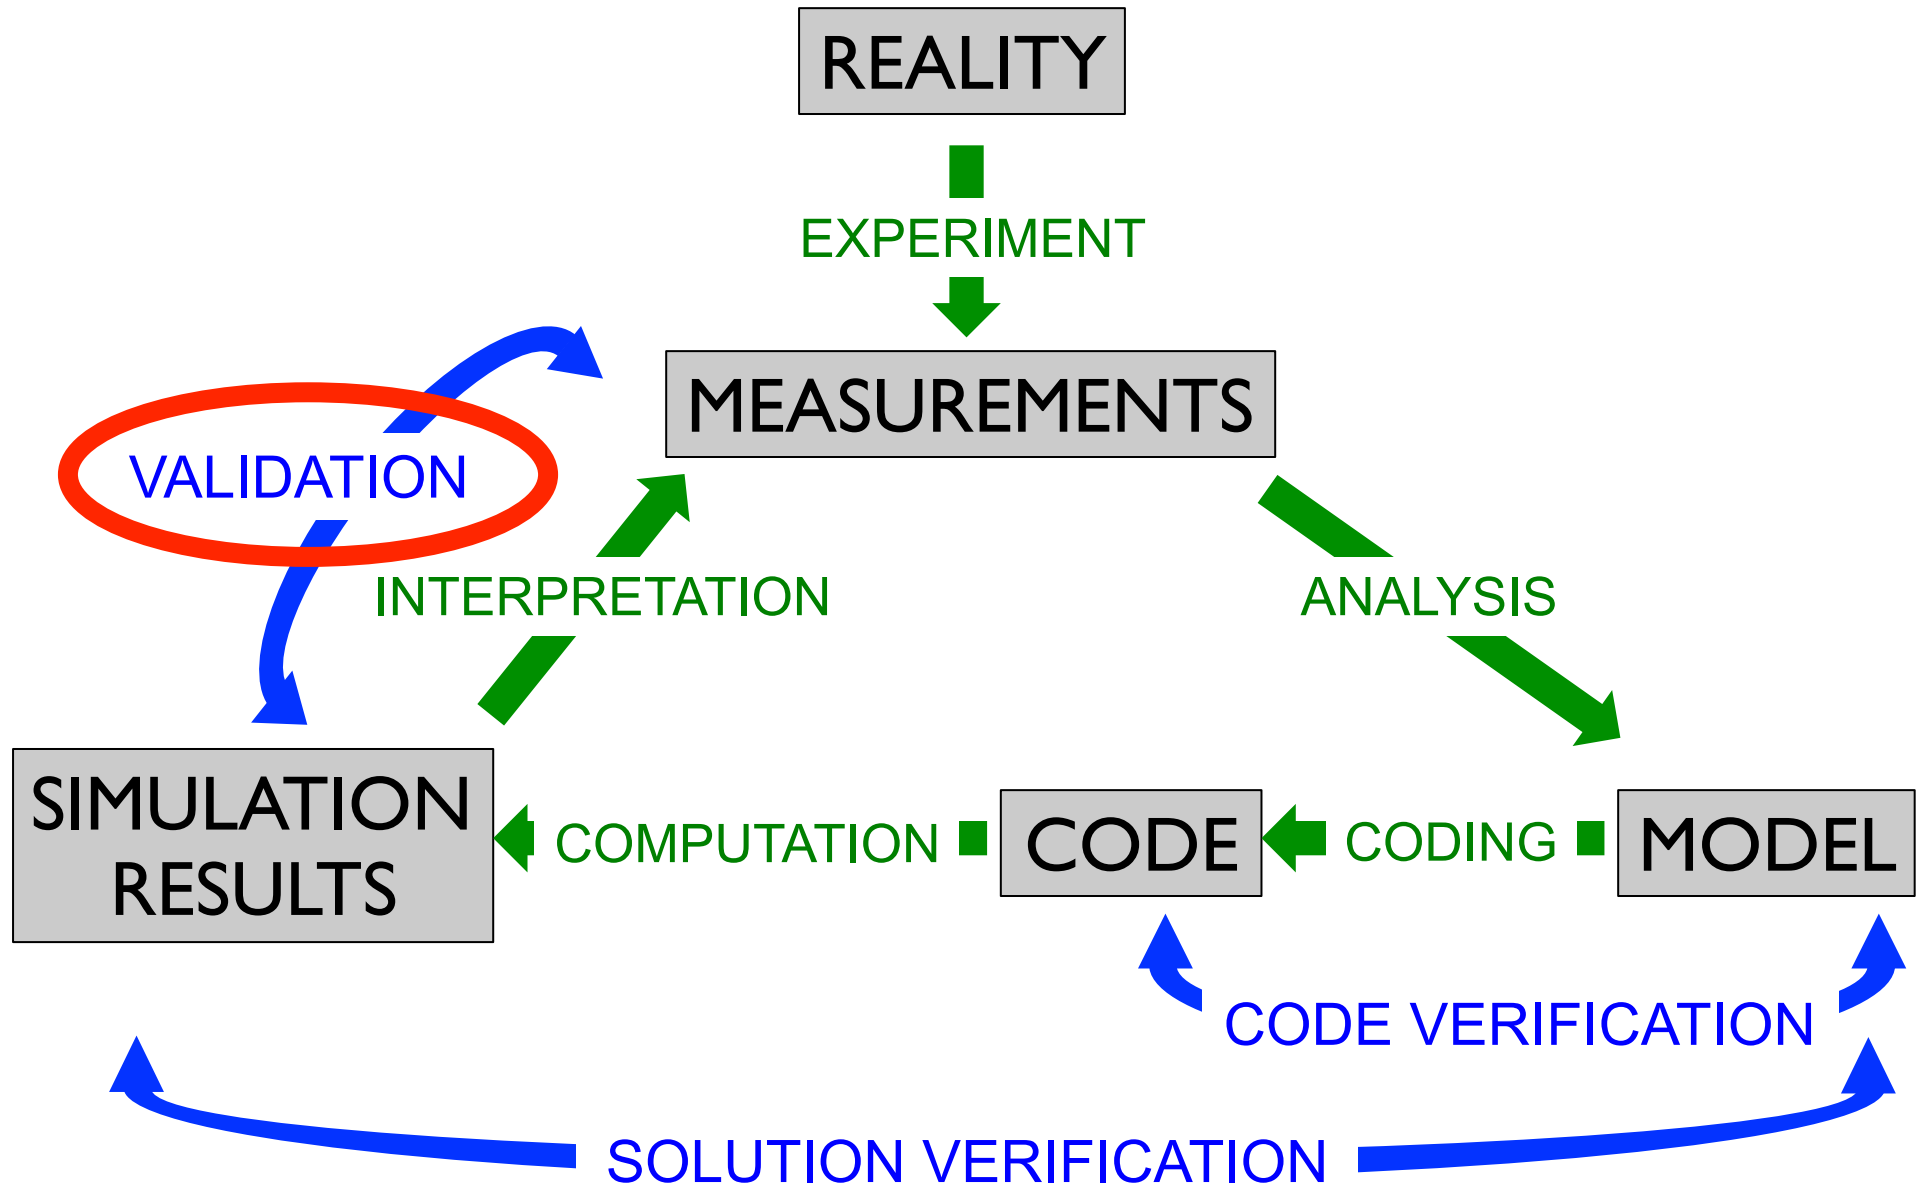 REALITY
EXPERIMENT
MEASUREMENTS
VALIDATION
INTERPRETATION
ANALYSIS
SIMULATION
RESULTS
COMPUTATION
CODE
CODING
MODEL
CODE VERIFICATION
SOLUTION VERIFICATION